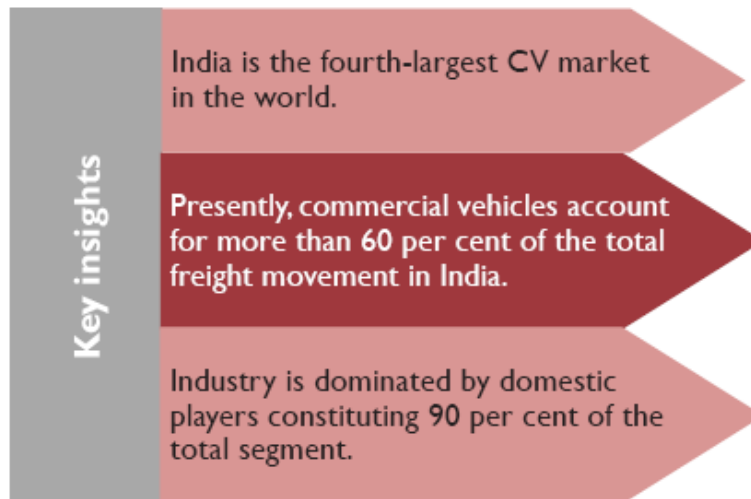 Key insights
India is the fourth-largest CV market
in the world.
Presently, commercial vehicles account
for more than 60 per cent of the total
freight movement in India.
Industry is dominated by domestic
players constituting 90 per cent of the
total segment.